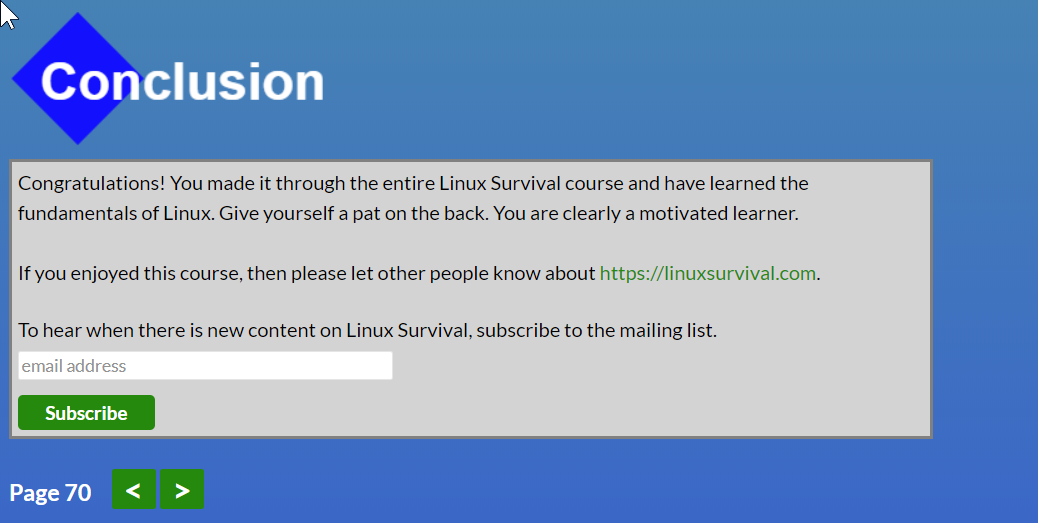 Conclusion
Congratulations! You made it through the entire Linux Survival course and have learned the
fundamentals of Linux. Give yourself a pat on the back. You are clearly a motivated learner.
If you enjoyed this course, then please let other people know about https://linuxsurvival.com.
To hear when there is new content on Linux Survival, subscribe to the mailing list.
email address
Subscribe
Page 70 < >